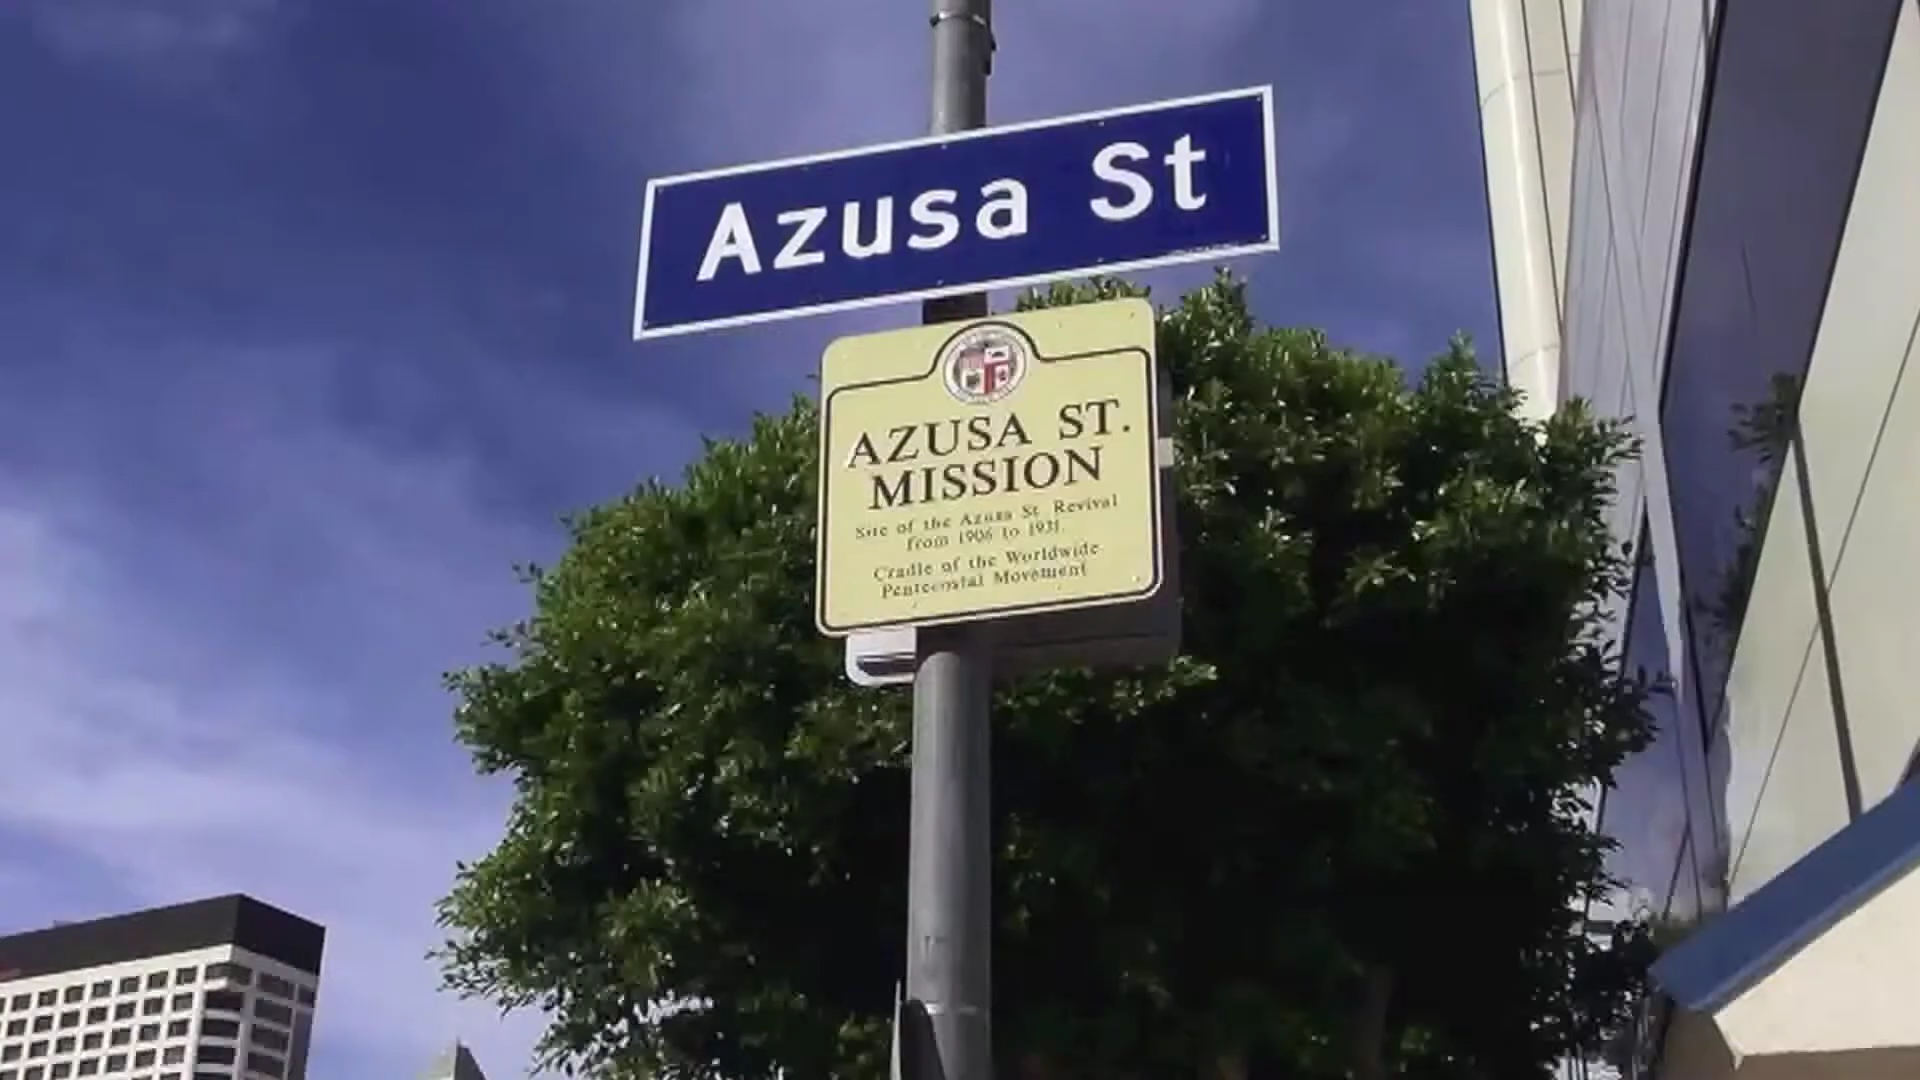 Azusa St
AZUSA ST.
MISSION
Site of the Azusa St. Revival
from 1906 to 1931.
Cradle of the Worldwide
Pentecostal Movement